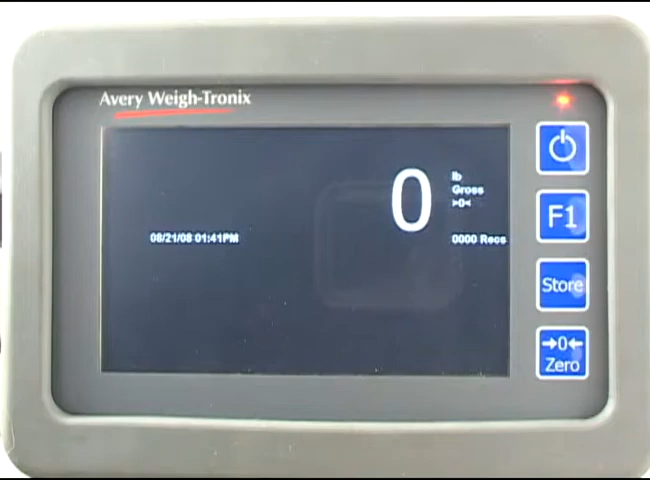 Avery Weigh-Tronix
0
lb
Gross
>0<
08/21/08 01:41PM
0000 Recs
F1
Store
→0←
Zero